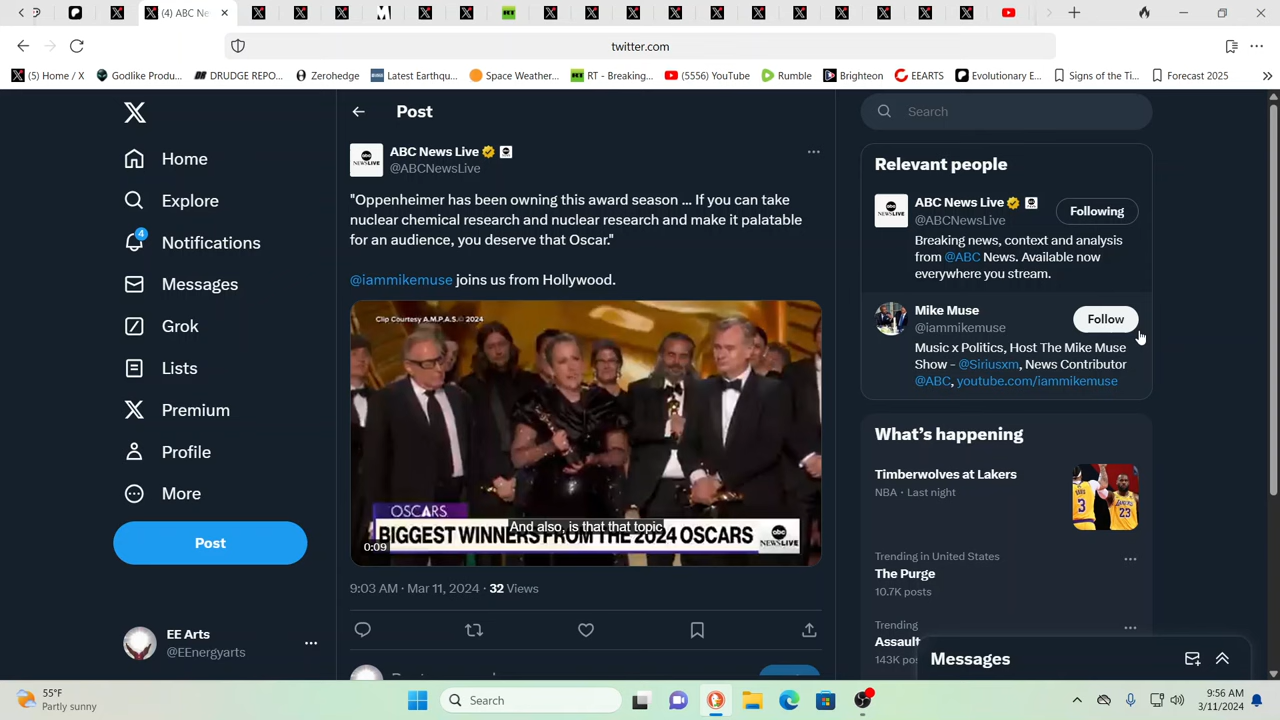 (4) ABC Ne
twitter.com
(5) Home / X
Godlike Produ...
DRUDGE REPO...
Zerohedge
Latest Earthqu...
Space Weather...
RT - Breaking...
(5556) YouTube
Rumble
Brighteon
EEARTS
Evolutionary E...
Signs of the Ti...
Forecast 2025
Home
Explore
4
Notifications
Messages
Grok
Lists
Premium
Profile
More
Post
EE Arts
@EEnergyarts
Post
ABC News Live
@ABCNewsLive
"Oppenheimer has been owning this award season ... If you can take
nuclear chemical research and nuclear research and make it palatable
for an audience, you deserve that Oscar."
@iammikemuse joins us from Hollywood.
Clip Courtesy A.M.P.A.S.© 2024
OSCARS
BIGGEST WINNERS FROM THE 2024 OSCARS
And also, is that that topic
abc
NEWS LIVE
0:09
9:03 AM · Mar 11, 2024 · 32 Views
Search
Relevant people
ABC News Live
@ABCNewsLive
Following
Breaking news, context and analysis
from @ABC News. Available now
everywhere you stream.
Mike Muse
@iammikemuse
Follow
Music x Politics, Host The Mike Muse
Show - @Siriusxm, News Contributor
@ABC, youtube.com/iammikemuse
What's happening
Timberwolves at Lakers
NBA · Last night
Trending in United States
The Purge
10.7K posts
Trending
Assault
143K pos
Messages
55°F
Partly sunny
Search
9:56 AM
3/11/2024